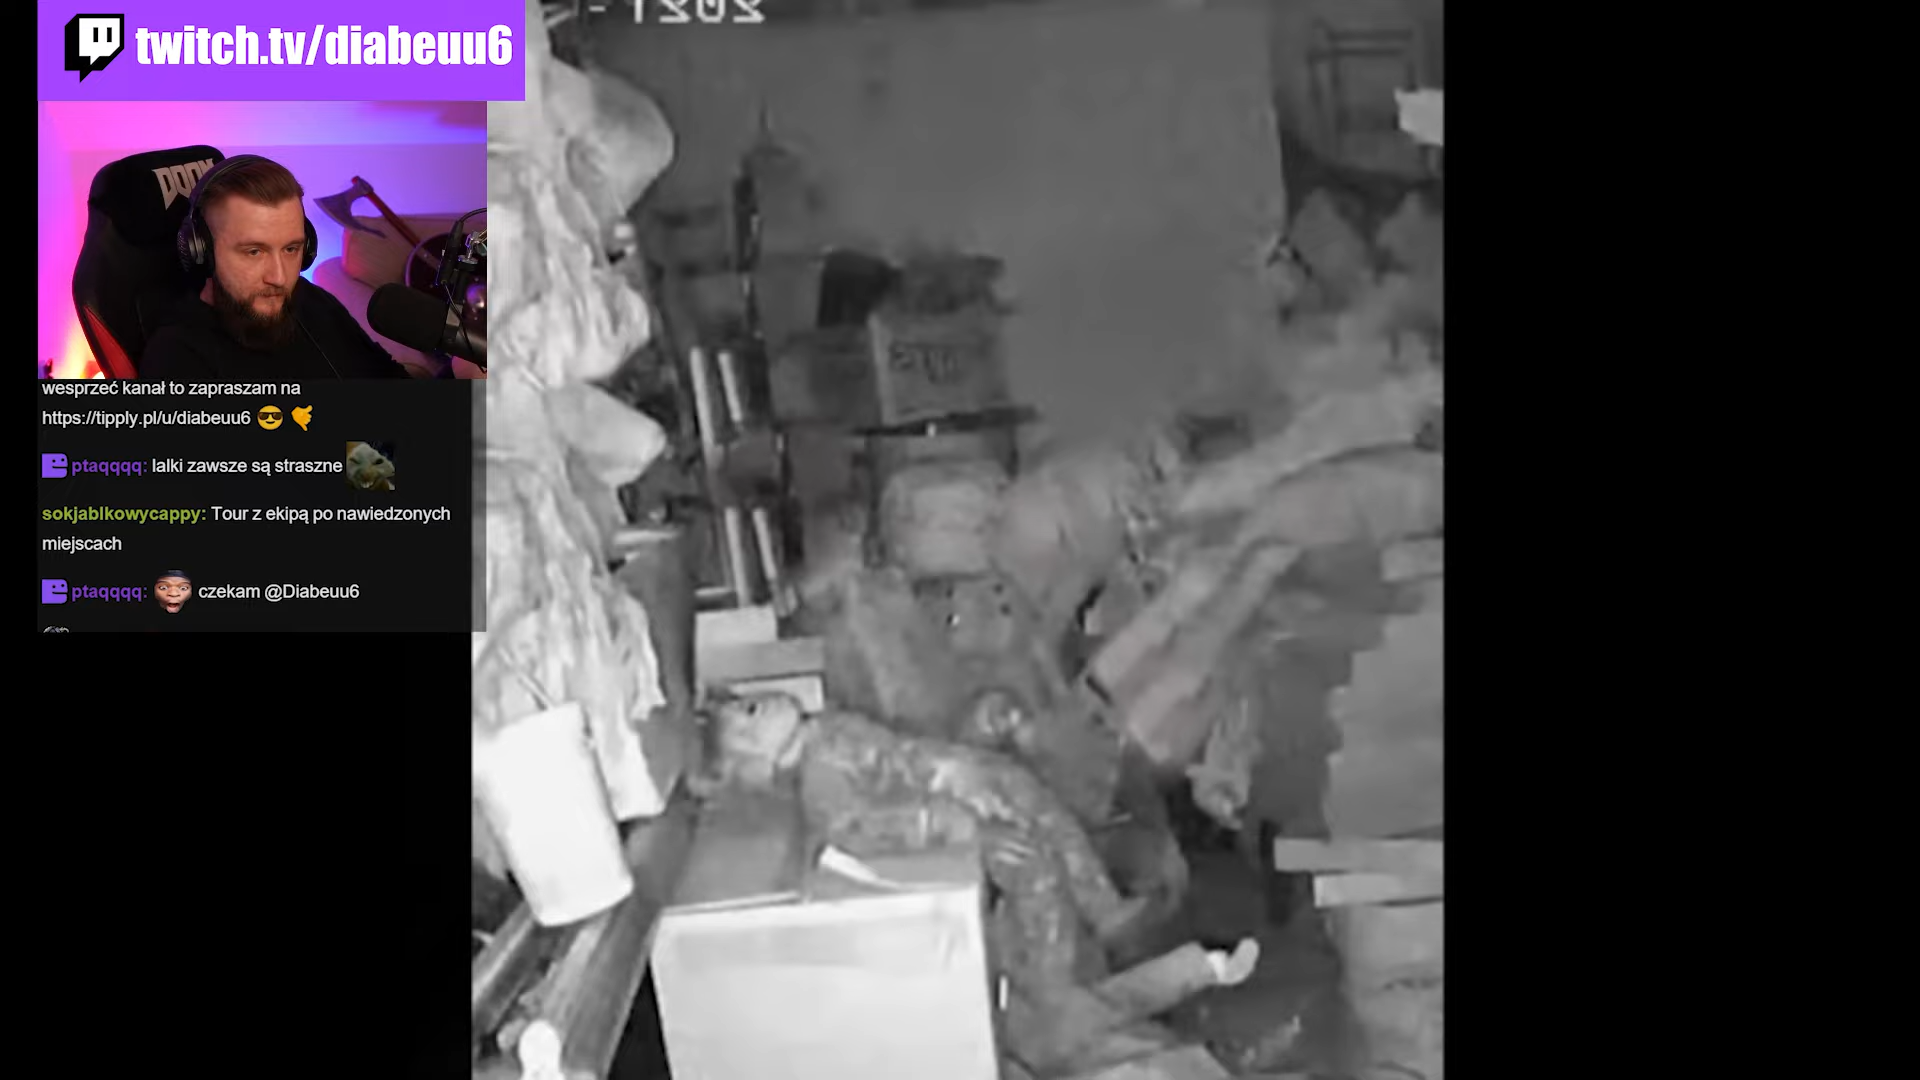 twitch.tv/diabeuu6
DOOM
wesprzeć kanał to zapraszam na
https://tipply.pl/u/diabeuu6 😎 🤙
ptaqqqq: lalki zawsze są straszne
sokjablkowycappy: Tour z ekipą po nawiedzonych
miejscach
ptaqqqq: czekam @Diabeuu6